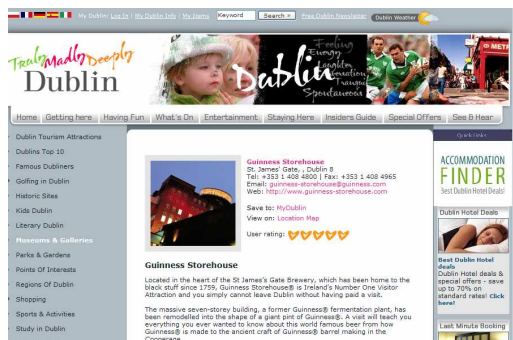 My Dublin: Log In | My Dublin Info | My Items Keyword Search » Free Dublin Newsletter Dublin Weather
Truly Madly Deeply
Dublin
Feeling
Energy
Laughter
Dublin
Spontaneous
METR
Home Getting here Having Fun What's On Entertainment Staying Here Insiders Guide Special Offers See & Hear
Dublin Tourism Attractions
Dublins Top 10
Famous Dubliners
Golfing in Dublin
Historic Sites
Kids Dublin
Literary Dublin
Museums & Galleries
Parks & Gardens
Points Of Interests
Regions Of Dublin
Shopping
Sports & Activities
Study in Dublin
Guinness Storehouse
St. James' Gate, , Dublin 8
Tel: +353 1 408 4800 | Fax: +353 1 408 4965
Email: guinness-storehouse@guinness.com
Web: http://www.guinness-storehouse.com
Save to: MyDublin
View on: Location Map
User rating:
Guinness Storehouse
Located in the heart of the St James's Gate Brewery, which has been home to the
black stuff since 1759, Guinness Storehouse® is Ireland's Number One Visitor
Attraction and you simply cannot leave Dublin without having paid a visit.
The massive seven-storey building, a former Guinness® fermentation plant, has
been remodelled into the shape of a giant pint of Guinness®. A visit will teach you
everything you ever wanted to know about this world famous beer from how
Guinness® is made to the ancient craft of Guinness® barrel making in the
Cooperage
Quick Links
ACCOMMODATION
FINDER
Best Dublin Hotel Deals!
Dublin Hotel Deals
Best Dublin Hotel
deals
Dublin Hotel deals &
special offers - save
up to 70% on
standard rates! Click
here!
Last Minute Booking